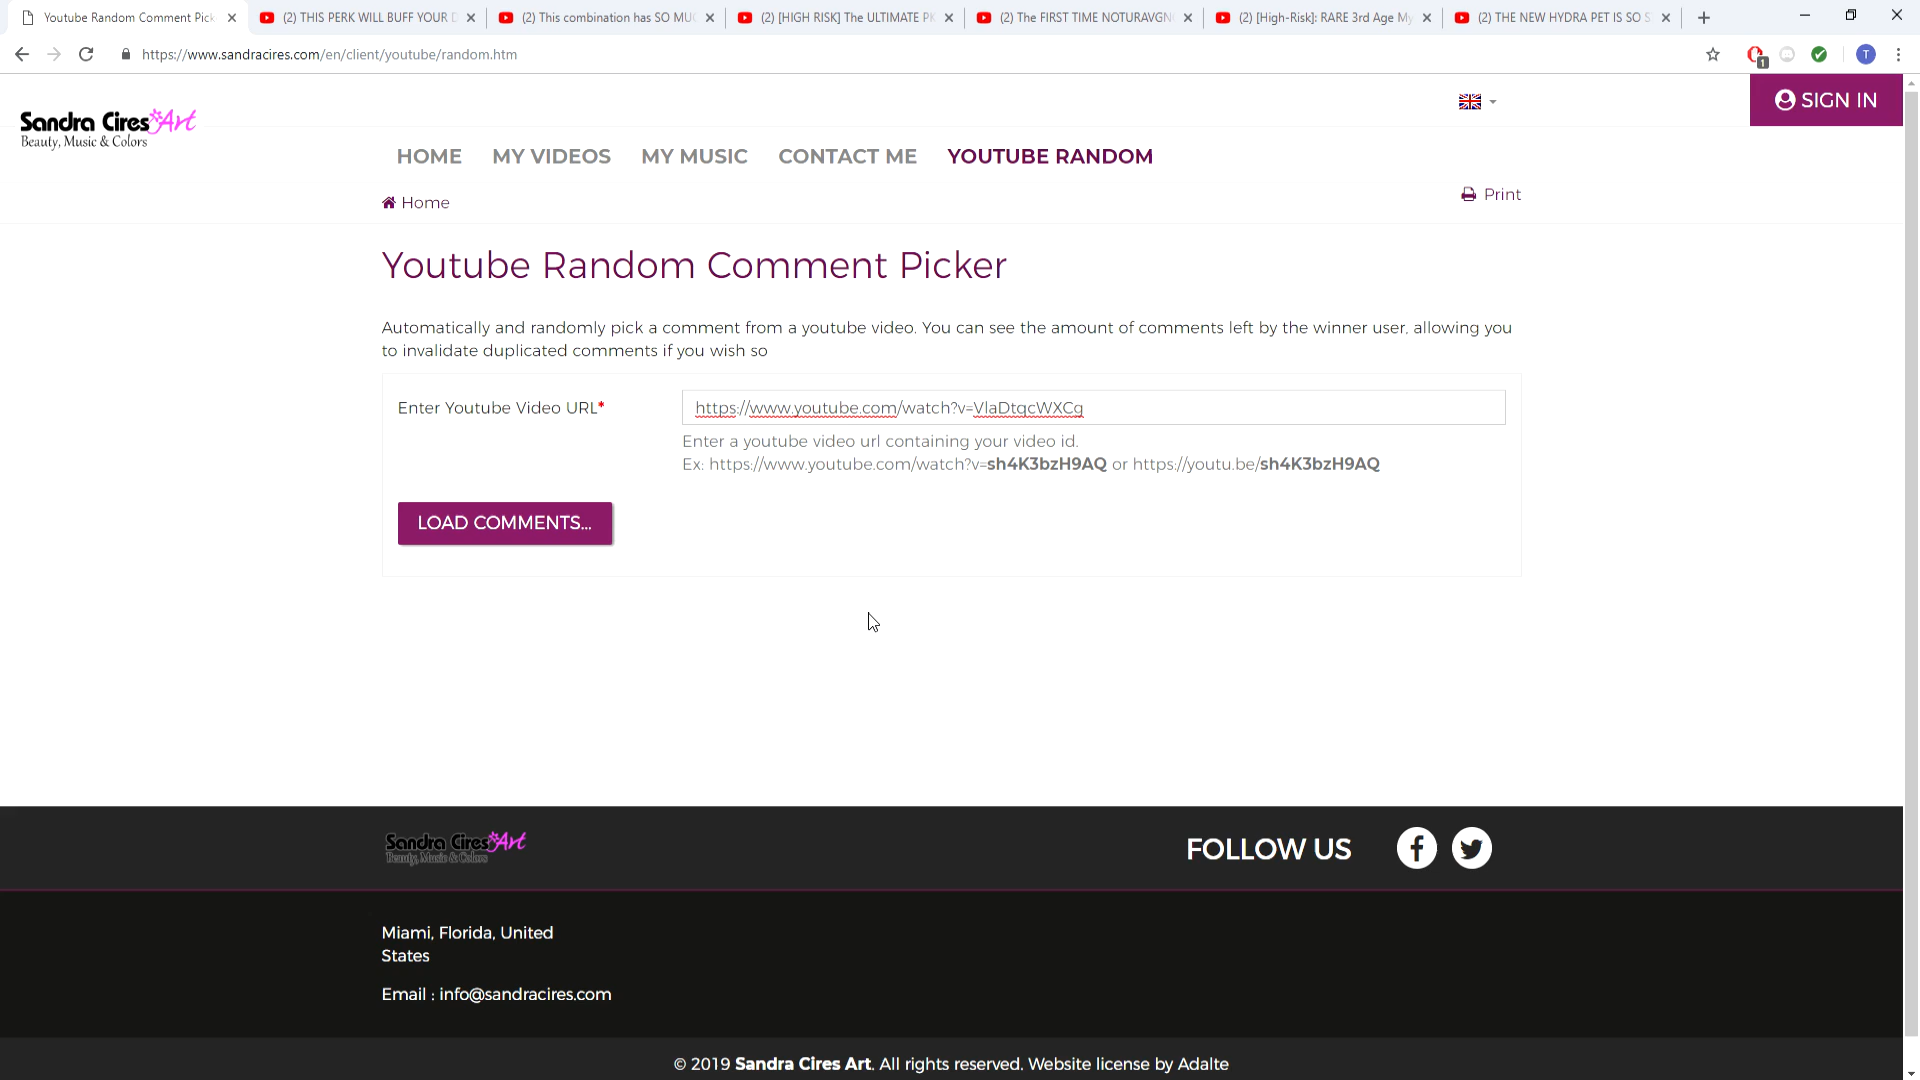 Youtube Random Comment Pick
(2) THIS PERK WILL BUFF YOUR D
(2) This combination has SO MUC
(2) [HIGH RISK] The ULTIMATE PK
(2) The FIRST TIME NOTURAVGN
(2) [High-Risk]: RARE 3rd Age My
(2) THE NEW HYDRA PET IS SO S
https://www.sandracires.com/en/client/youtube/random.htm
1
T
Sandra Cires Art
Beauty, Music & Colors
SIGN IN
HOME MY VIDEOS MY MUSIC CONTACT ME YOUTUBE RANDOM
Home
Print
Youtube Random Comment Picker
Automatically and randomly pick a comment from a youtube video. You can see the amount of comments left by the winner user, allowing you
to invalidate duplicated comments if you wish so
Enter Youtube Video URL*
https://www.youtube.com/watch?v=VlaDtqcWXCg
Enter a youtube video url containing your video id.
Ex: https://www.youtube.com/watch?v=sh4K3bzH9AQ or https://youtu.be/sh4K3bzH9AQ
LOAD COMMENTS...
Sandra Cires Art
Beauty, Music & Colors
FOLLOW US
Miami, Florida, United
States
Email : info@sandracires.com
© 2019 Sandra Cires Art. All rights reserved. Website license by Adalte